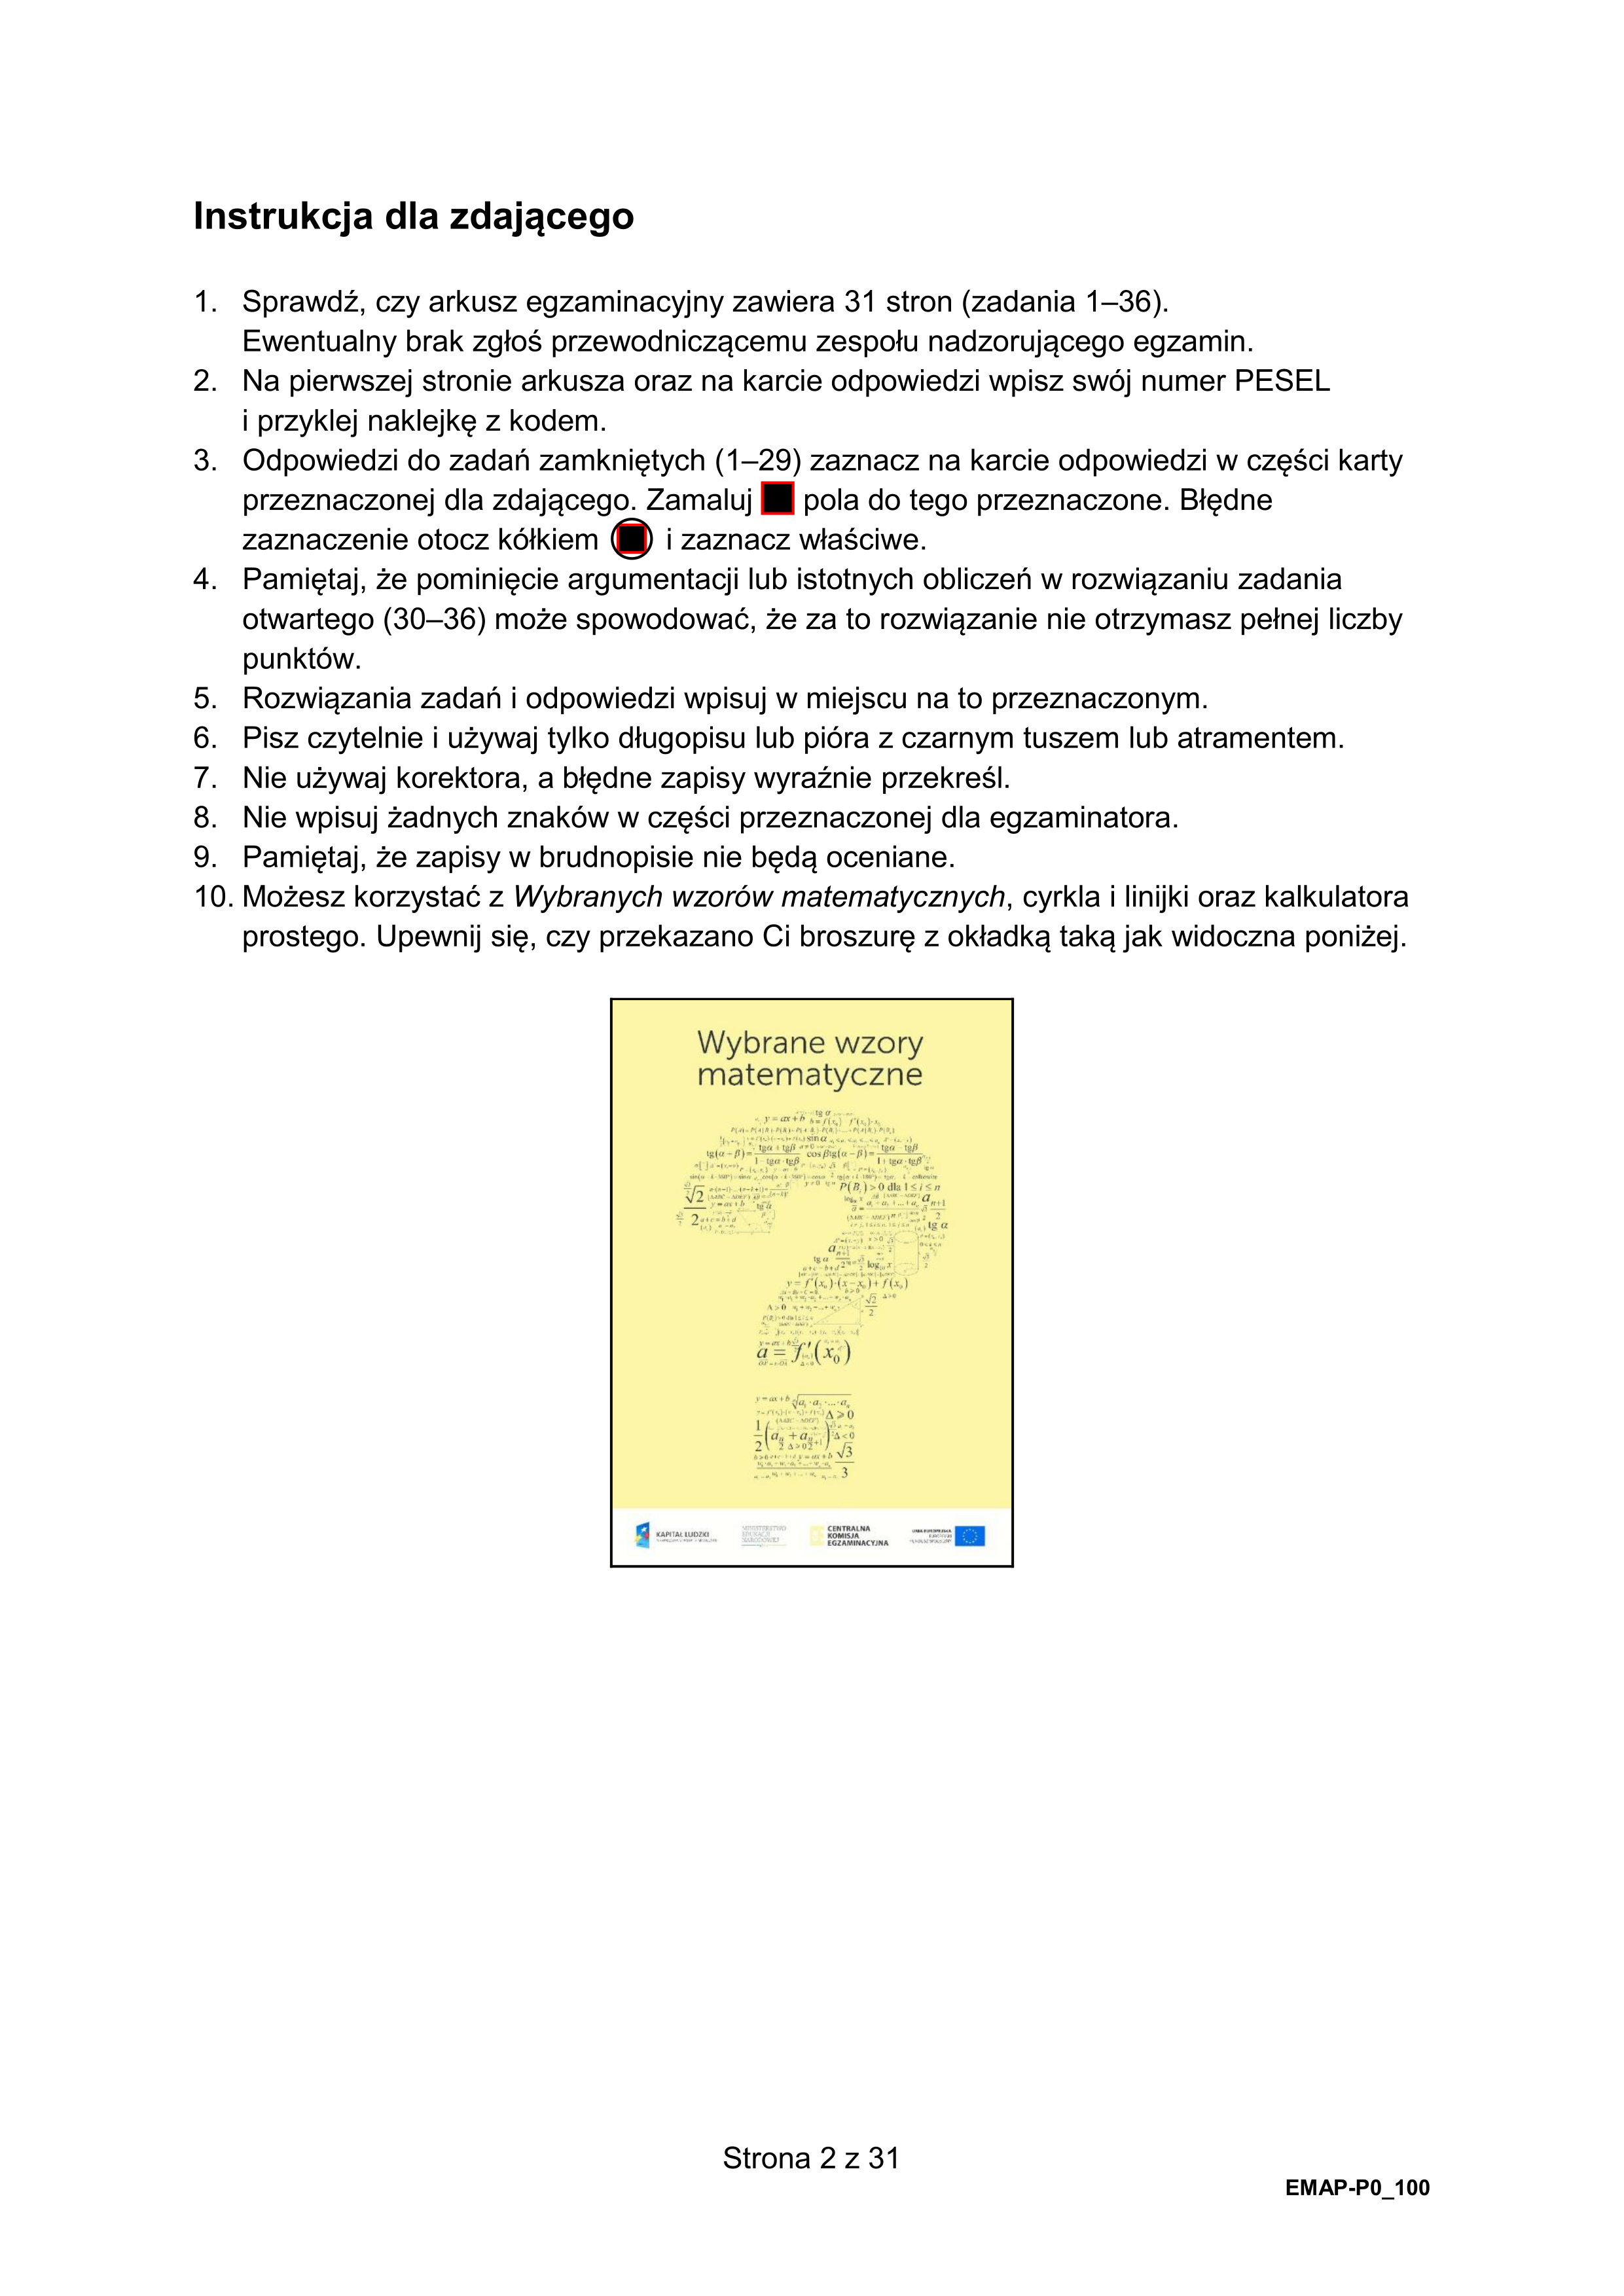 Instrukcja dla zdającego
1. Sprawdź, czy arkusz egzaminacyjny zawiera 31 stron (zadania 1–36).
Ewentualny brak zgłoś przewodniczącemu zespołu nadzorującego egzamin.
2. Na pierwszej stronie arkusza oraz na karcie odpowiedzi wpisz swój numer PESEL
i przyklej naklejkę z kodem.
3. Odpowiedzi do zadań zamkniętych (1–29) zaznacz na karcie odpowiedzi w części karty
przeznaczonej dla zdającego. Zamaluj pola do tego przeznaczone. Błędne
zaznaczenie otocz kółkiem i zaznacz właściwe.
4. Pamiętaj, że pominięcie argumentacji lub istotnych obliczeń w rozwiązaniu zadania
otwartego (30–36) może spowodować, że za to rozwiązanie nie otrzymasz pełnej liczby
punktów.
5. Rozwiązania zadań i odpowiedzi wpisuj w miejscu na to przeznaczonym.
6. Pisz czytelnie i używaj tylko długopisu lub pióra z czarnym tuszem lub atramentem.
7. Nie używaj korektora, a błędne zapisy wyraźnie przekreśl.
8. Nie wpisuj żadnych znaków w części przeznaczonej dla egzaminatora.
9. Pamiętaj, że zapisy w brudnopisie nie będą oceniane.
10. Możesz korzystać z Wybranych wzorów matematycznych, cyrkla i linijki oraz kalkulatora
prostego. Upewnij się, czy przekazano Ci broszurę z okładką taką jak widoczna poniżej.
Wybrane wzory
matematyczne
P(Bᵢ) > 0 dla 1 ≤ i ≤ n
y = f'(x₀)·(x − x₀) + f(x₀)
a = f'(x₀)
KAPITAŁ LUDZKI
CENTRALNA
KOMISJA
EGZAMINACYJNA
Strona 2 z 31
EMAP-P0_100